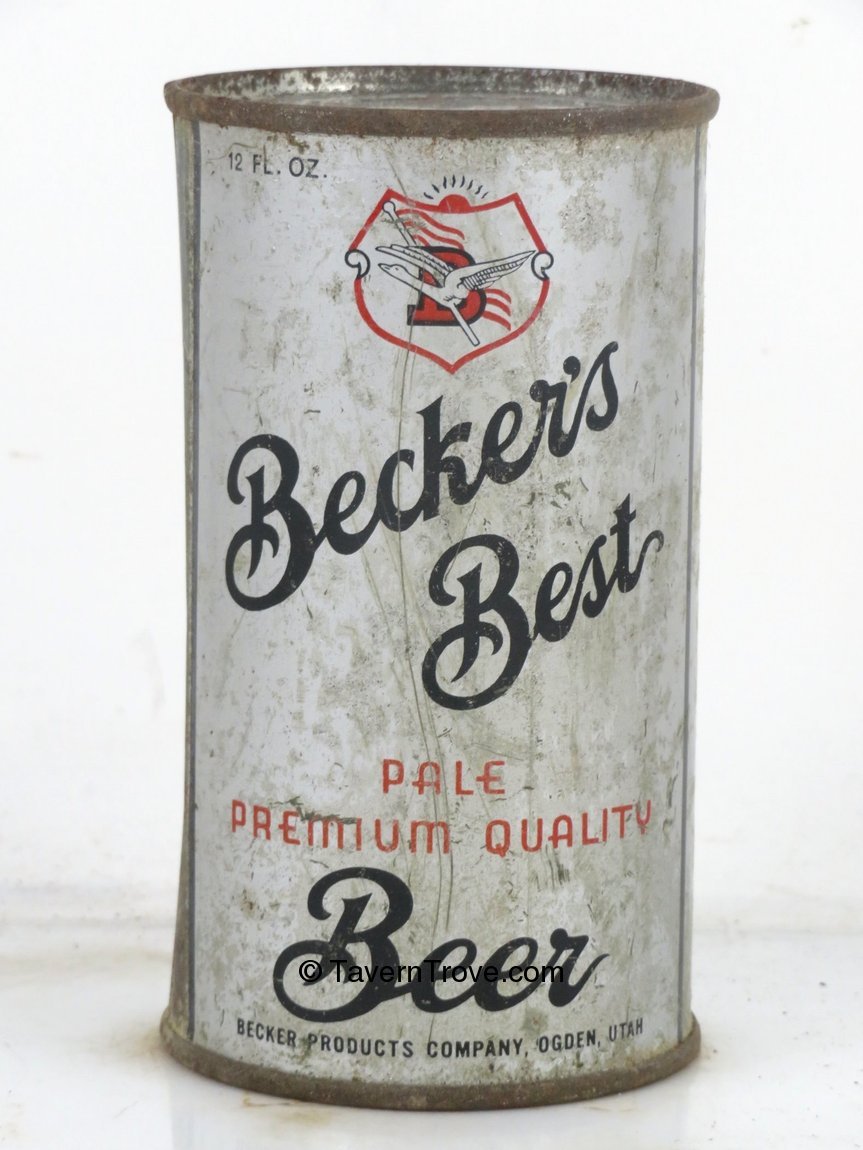 12 FL. OZ.
B
Becker's
Best
PALE
PREMIUM QUALITY
Beer
© TavernTrove.com
BECKER PRODUCTS COMPANY, OGDEN, UTAH